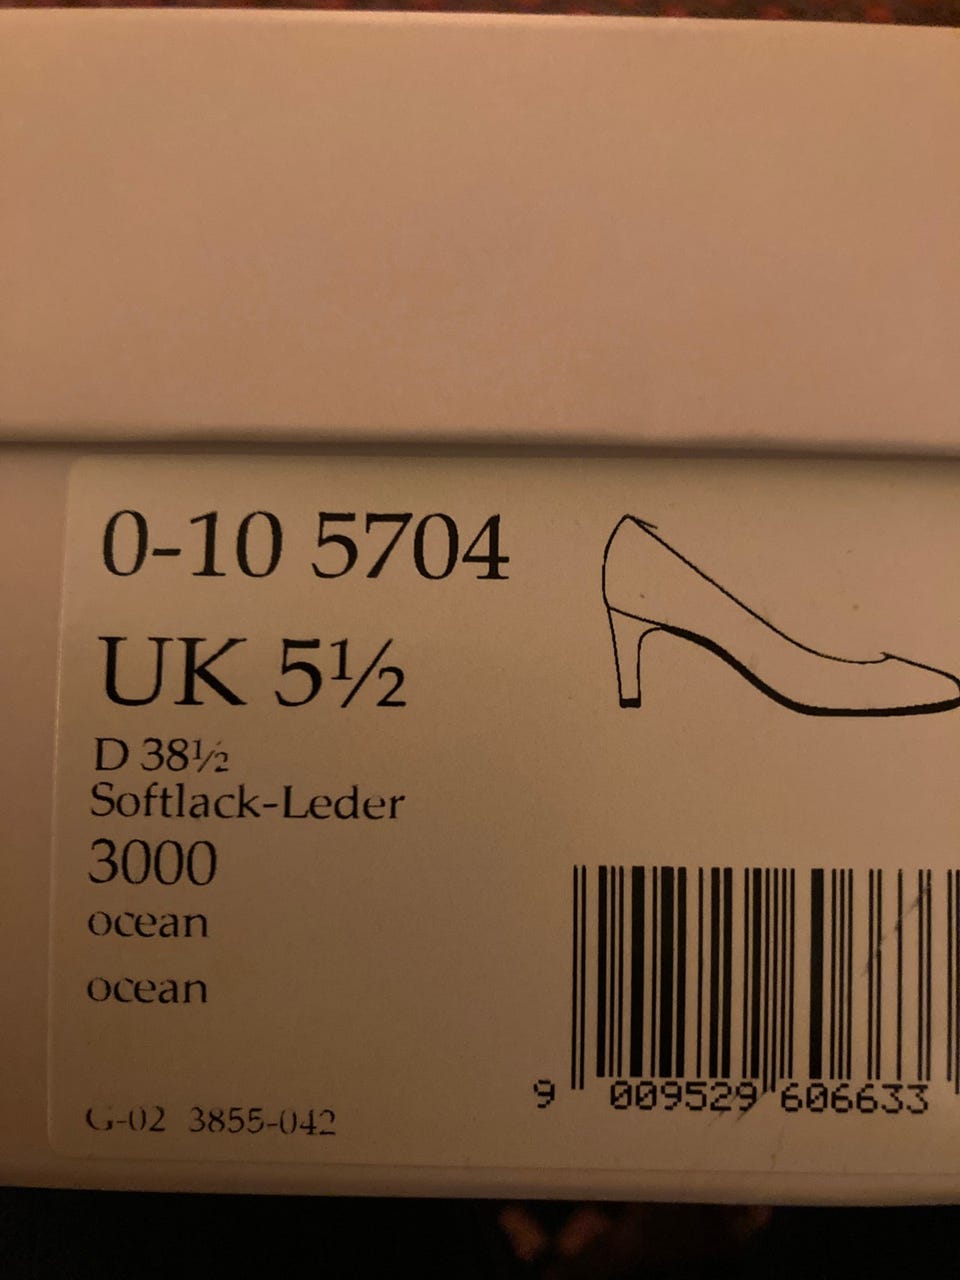 0-10 5704
UK 5½
D 38½
Softlack-Leder
3000
ocean
ocean
G-02 3855-042
9 009529 606633